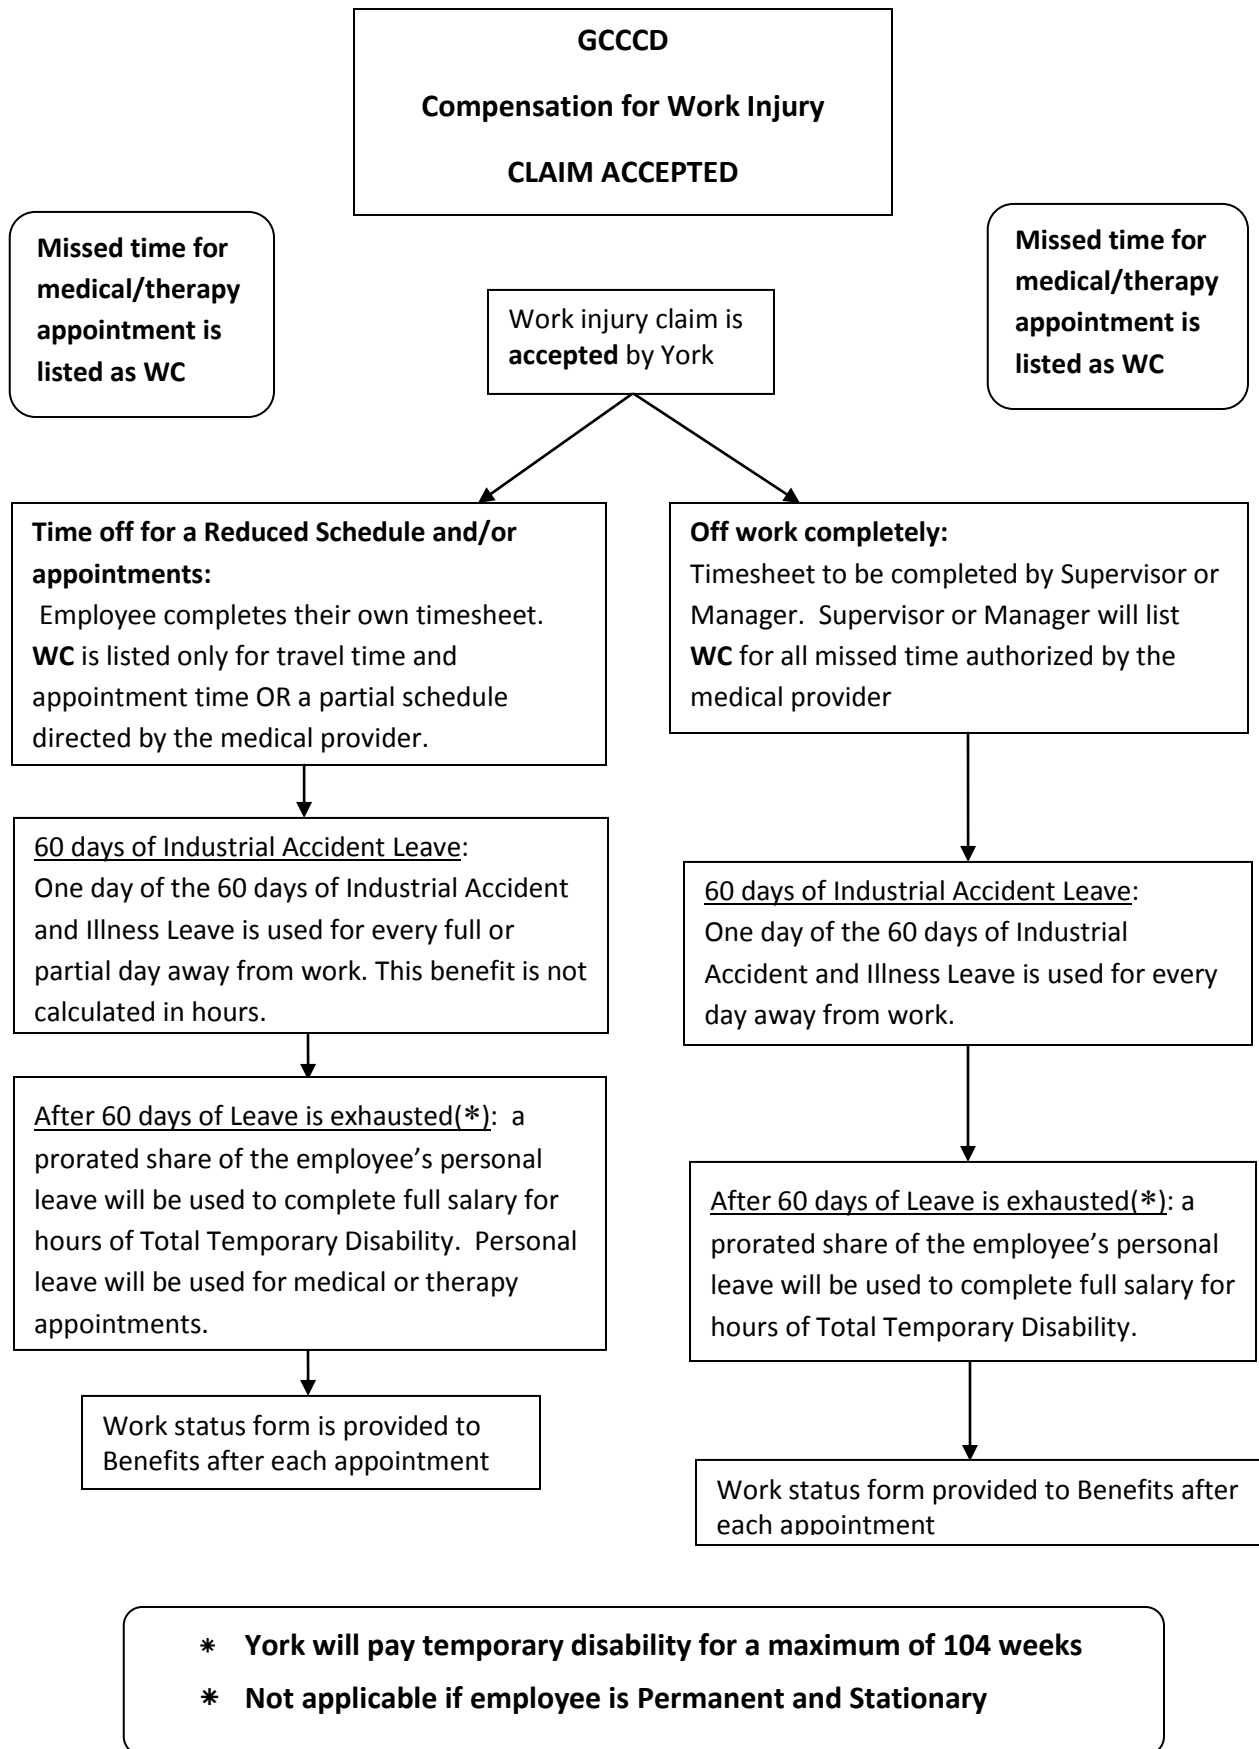 GCCCD
Compensation for Work Injury
CLAIM ACCEPTED
Missed time for
medical/therapy
appointment is
listed as WC
Missed time for
medical/therapy
appointment is
listed as WC
Work injury claim is
accepted by York
Time off for a Reduced Schedule and/or
appointments:
Employee completes their own timesheet.
WC is listed only for travel time and
appointment time OR a partial schedule
directed by the medical provider.
Off work completely:
Timesheet to be completed by Supervisor or
Manager. Supervisor or Manager will list
WC for all missed time authorized by the
medical provider
60 days of Industrial Accident Leave:
One day of the 60 days of Industrial Accident
and Illness Leave is used for every full or
partial day away from work. This benefit is not
calculated in hours.
60 days of Industrial Accident Leave:
One day of the 60 days of Industrial
Accident and Illness Leave is used for every
day away from work.
After 60 days of Leave is exhausted(*): a
prorated share of the employee's personal
leave will be used to complete full salary for
hours of Total Temporary Disability. Personal
leave will be used for medical or therapy
appointments.
After 60 days of Leave is exhausted(*): a
prorated share of the employee's personal
leave will be used to complete full salary for
hours of Total Temporary Disability.
Work status form is provided to
Benefits after each appointment
Work status form provided to Benefits after
each appointment
* York will pay temporary disability for a maximum of 104 weeks
* Not applicable if employee is Permanent and Stationary